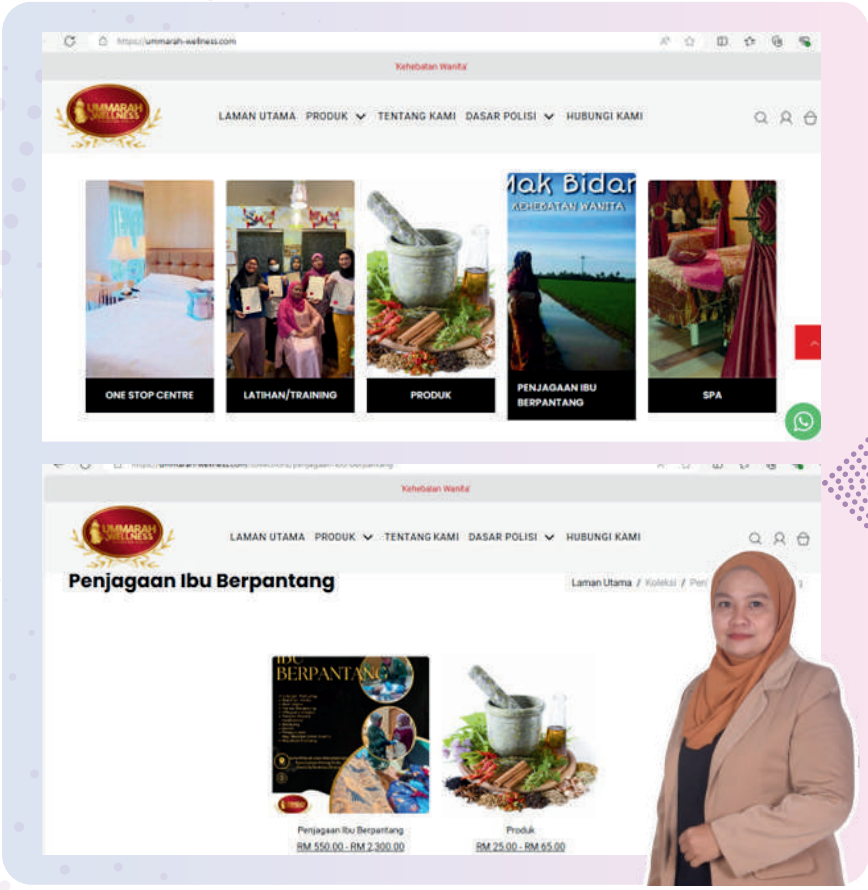 https://ummarah-wellness.com
'Kehebatan Wanita'
UMMARAH
WELLNESS
LAMAN UTAMA PRODUK TENTANG KAMI DASAR POLISI HUBUNGI KAMI
Mak Bidan
KEHEBATAN WANITA
ONE STOP CENTRE
LATIHAN/TRAINING
PRODUK
PENJAGAAN IBU
BERPANTANG
SPA
'Kehebatan Wanita'
UMMARAH
WELLNESS
LAMAN UTAMA PRODUK TENTANG KAMI DASAR POLISI HUBUNGI KAMI
Penjagaan Ibu Berpantang
Laman Utama / Koleksi / Pen
IBU
BERPANTANG
Penjagaan Ibu Berpantang
RM 550.00 - RM 2,300.00
Produk
RM 25.00 - RM 65.00